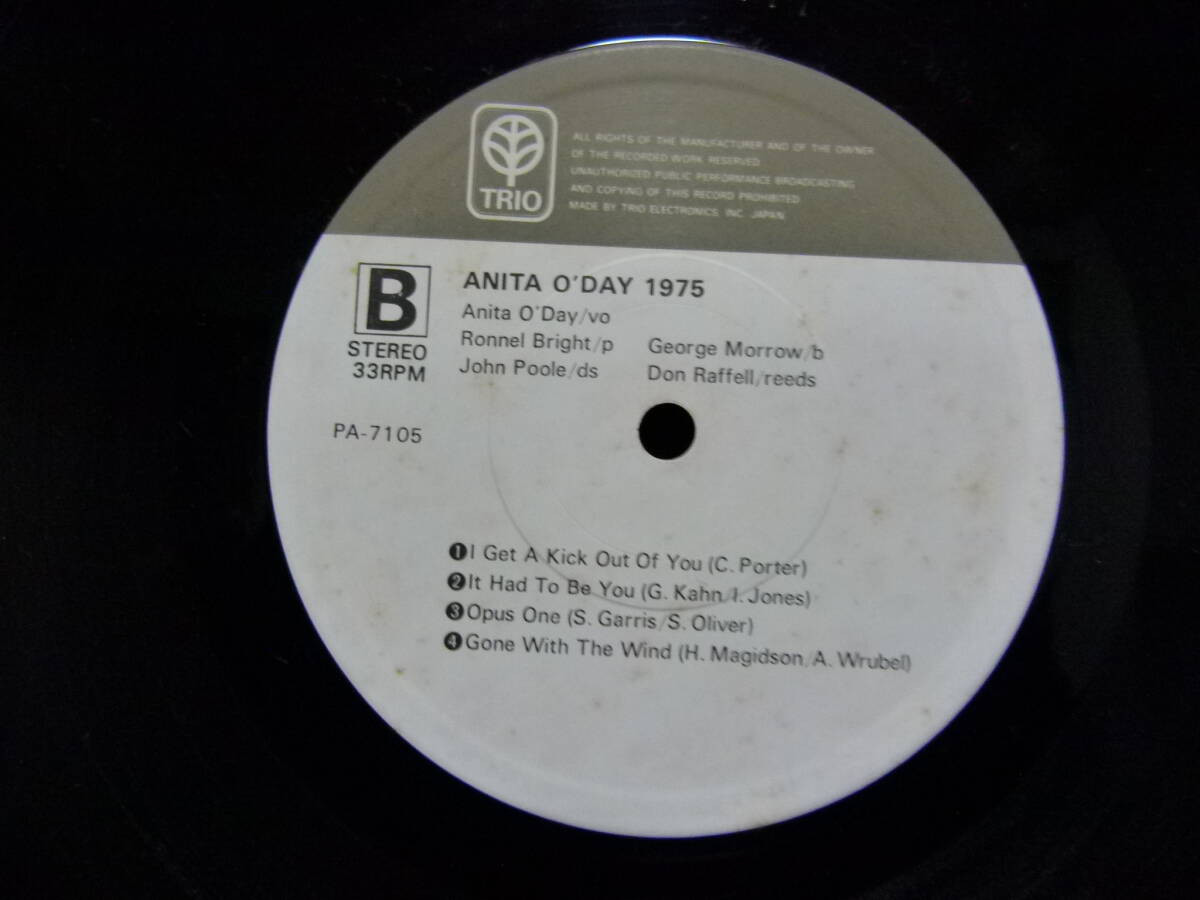 TRIO
ALL RIGHTS OF THE MANUFACTURER AND OF THE OWNER
OF THE RECORDED WORK RESERVED
UNAUTHORIZED PUBLIC PERFORMANCE BROADCASTING
AND COPYING OF THIS RECORD PROHIBITED
MADE BY TRIO ELECTRONICS, INC. JAPAN
B
STEREO
33RPM
PA-7105
ANITA O'DAY 1975
Anita O'Day/vo
Ronnel Bright/p George Morrow/b
John Poole/ds Don Raffell/reeds
❶I Get A Kick Out Of You (C. Porter)
❷It Had To Be You (G. Kahn/I. Jones)
❸Opus One (S. Garris/S. Oliver)
❹Gone With The Wind (H. Magidson/A. Wrubel)